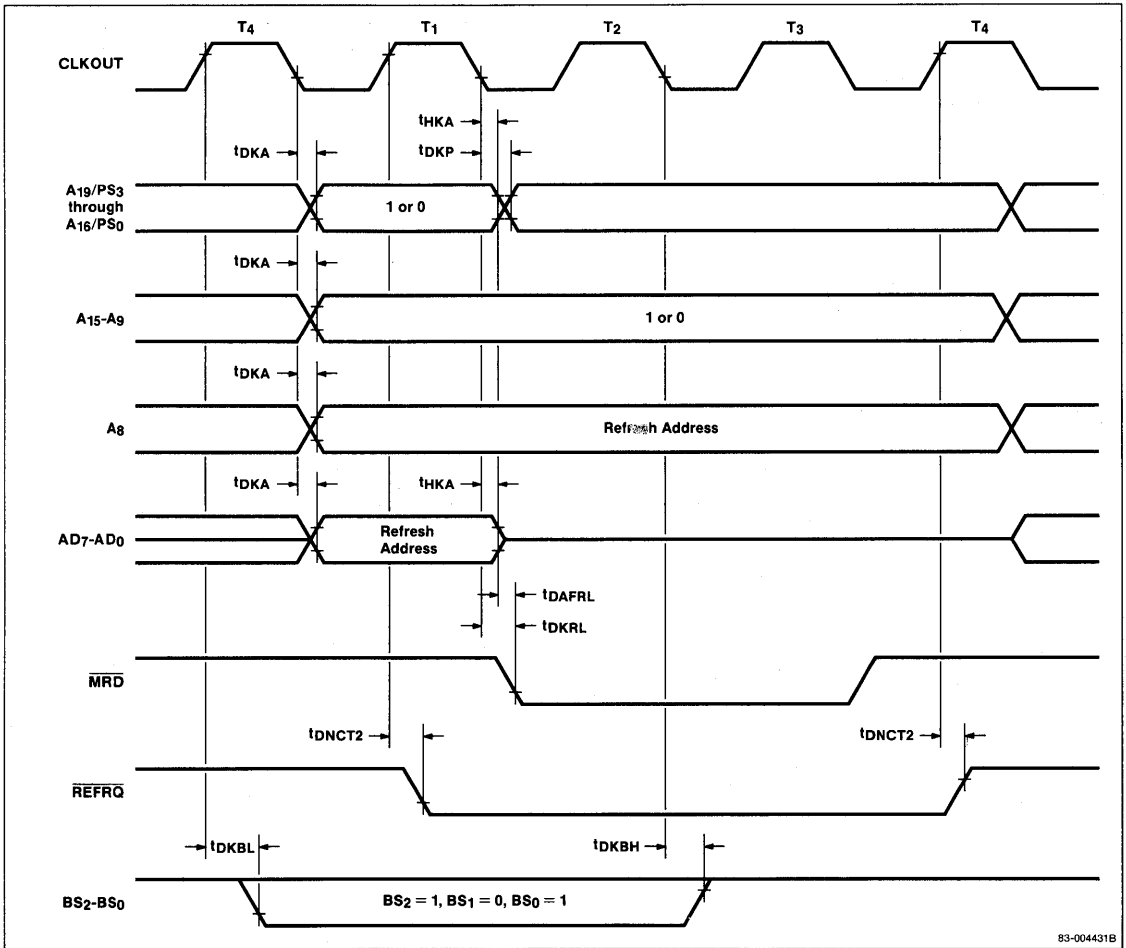 T4 T1 T2 T3 T4
CLKOUT
tHKA
tDKA tDKP
A19/PS3
through
A16/PS0
1 or 0
tDKA
A15-A9 1 or 0
tDKA
A8 Refresh Address
tDKA tHKA
AD7-AD0 Refresh
Address
tDAFRL
tDKRL
MRD
tDNCT2 tDNCT2
REFRQ
tDKBL tDKBH
BS2-BS0 BS2 = 1, BS1 = 0, BS0 = 1
83-004431B